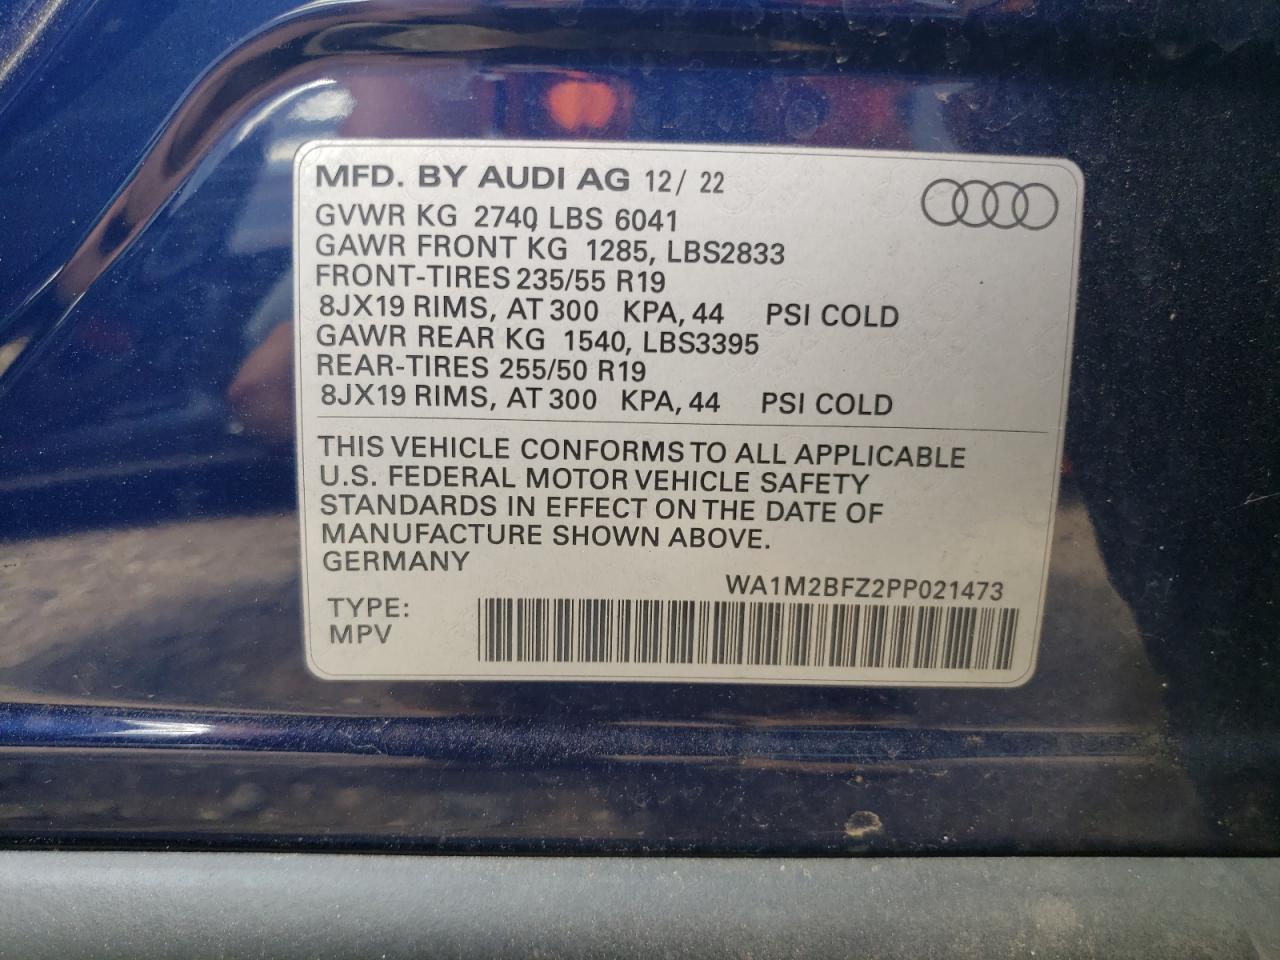 MFD. BY AUDI AG 12/ 22
GVWR KG 2740, LBS 6041
GAWR FRONT KG 1285, LBS2833
FRONT-TIRES 235/55 R19
8JX19 RIMS, AT 300 KPA, 44 PSI COLD
GAWR REAR KG 1540, LBS3395
REAR-TIRES 255/50 R19
8JX19 RIMS, AT 300 KPA, 44 PSI COLD
THIS VEHICLE CONFORMS TO ALL APPLICABLE
U.S. FEDERAL MOTOR VEHICLE SAFETY
STANDARDS IN EFFECT ON THE DATE OF
MANUFACTURE SHOWN ABOVE.
GERMANY
WA1M2BFZ2PP021473
TYPE:
MPV